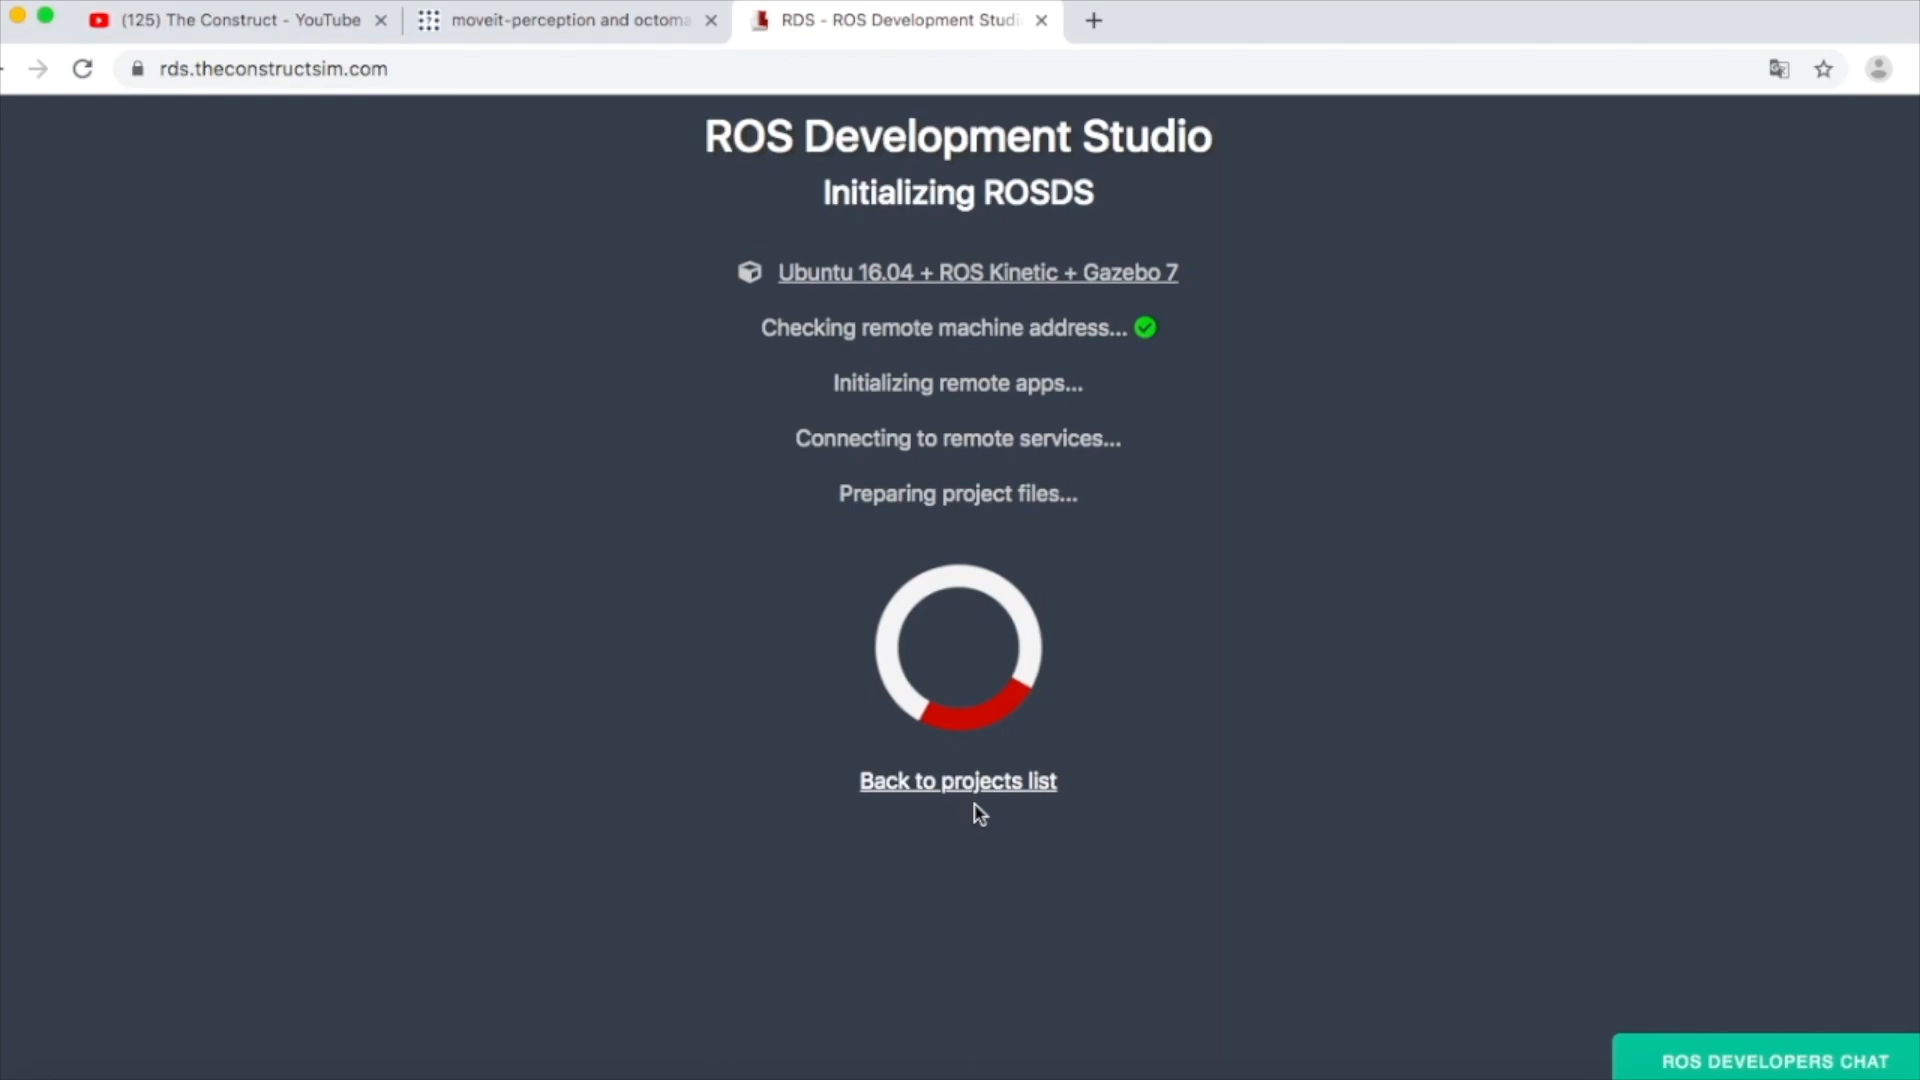 (125) The Construct - YouTube
moveit-perception and octoma
RDS - ROS Development Studi
rds.theconstructsim.com
ROS Development Studio
Initializing ROSDS
Ubuntu 16.04 + ROS Kinetic + Gazebo 7
Checking remote machine address...
Initializing remote apps...
Connecting to remote services...
Preparing project files...
Back to projects list
ROS DEVELOPERS CHAT